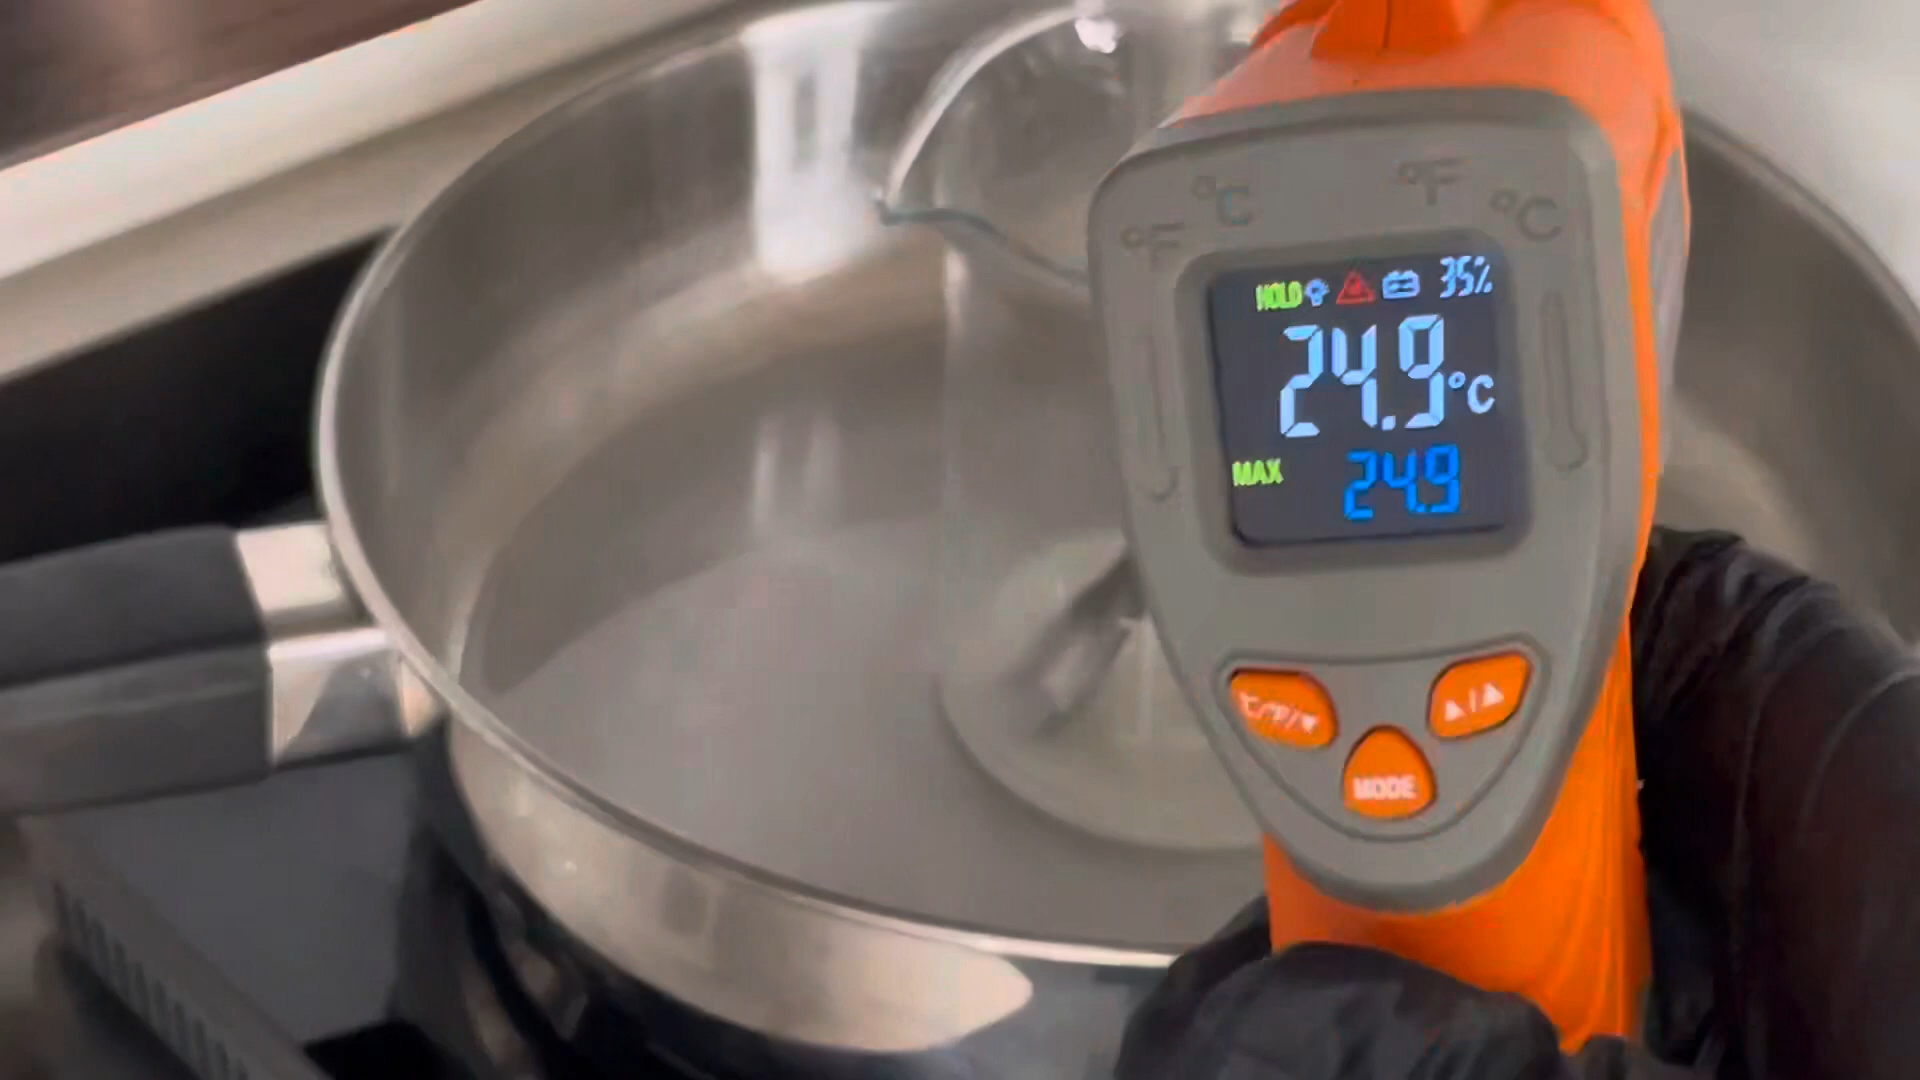 °F °C °F °C
HOLD 35%
24.9°C
MAX 24.9
°C/°F/▼ ▲/▲
MODE